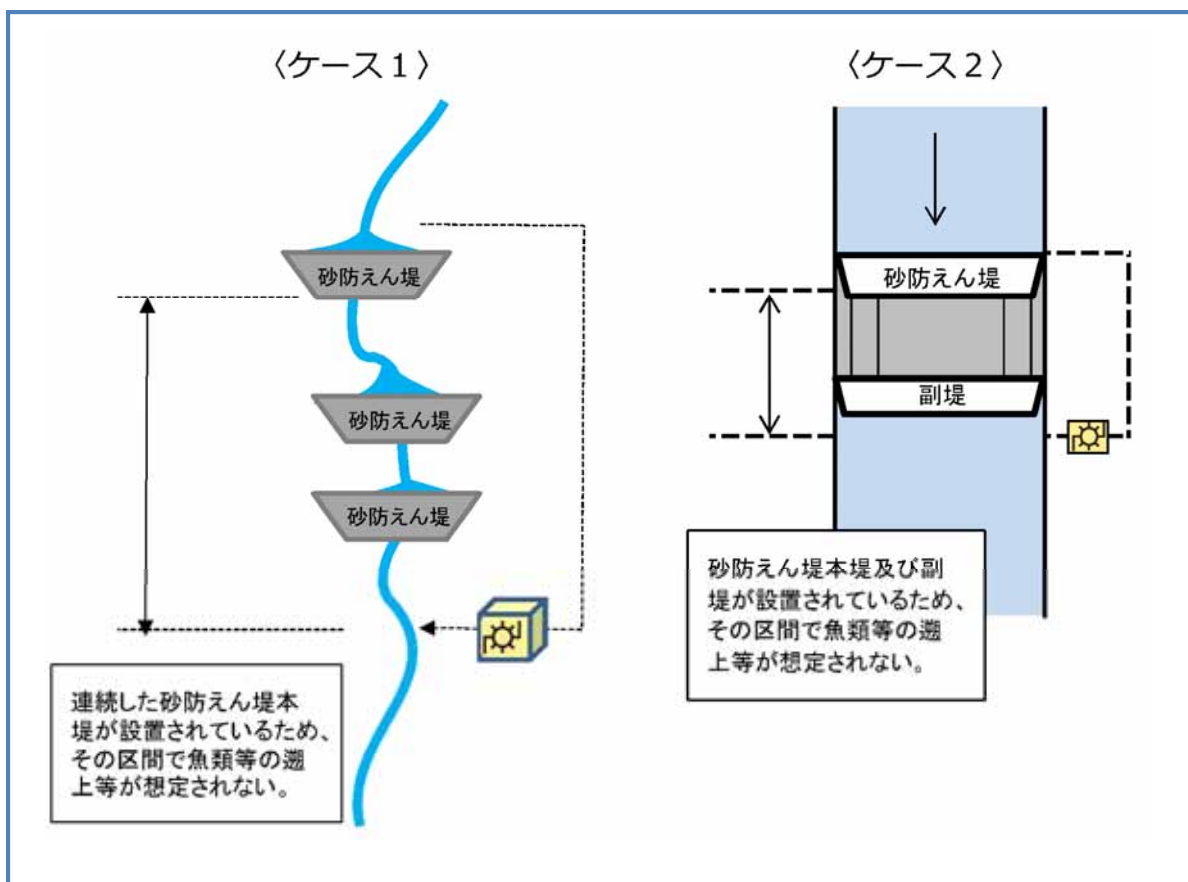 〈ケース１〉
砂防えん堤
砂防えん堤
砂防えん堤
連続した砂防えん堤本
堤が設置されているため、
その区間で魚類等の遡
上等が想定されない。
〈ケース２〉
砂防えん堤
副堤
砂防えん堤本堤及び副
堤が設置されているため、
その区間で魚類等の遡
上等が想定されない。